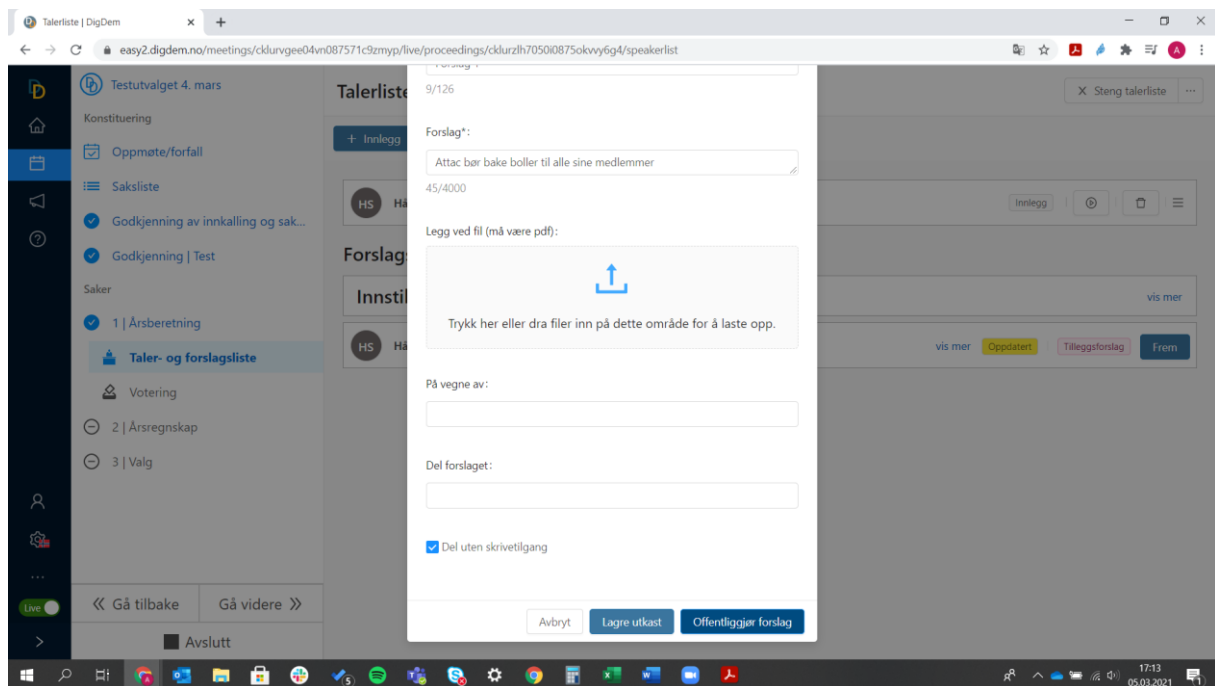 Talerliste | DigDem
easy2.digdem.no/meetings/cklurvgee04vn087571c9zmyp/live/proceedings/cklurzlh7050i0875okvvy6g4/speakerlist
A
Testutvalget 4. mars
Konstituering
Oppmøte/forfall
Saksliste
Godkjenning av innkalling og sak...
Godkjenning | Test
Saker
1 | Årsberetning
Taler- og forslagsliste
Votering
2 | Årsregnskap
3 | Valg
Live
Gå tilbake
Gå videre
Avslutt
Talerliste
Steng talerliste
+ Innlegg
HS
Hå
Innlegg
Forslag
Innstil
vis mer
HS
Hå
vis mer
Oppdatert
Tilleggsforslag
Frem
9/126
Forslag*:
Attac bør bake boller til alle sine medlemmer
45/4000
Legg ved fil (må være pdf):
Trykk her eller dra filer inn på dette område for å laste opp.
På vegne av:
Del forslaget:
Del uten skrivetilgang
Avbryt
Lagre utkast
Offentliggjør forslag
17:13
05.03.2021